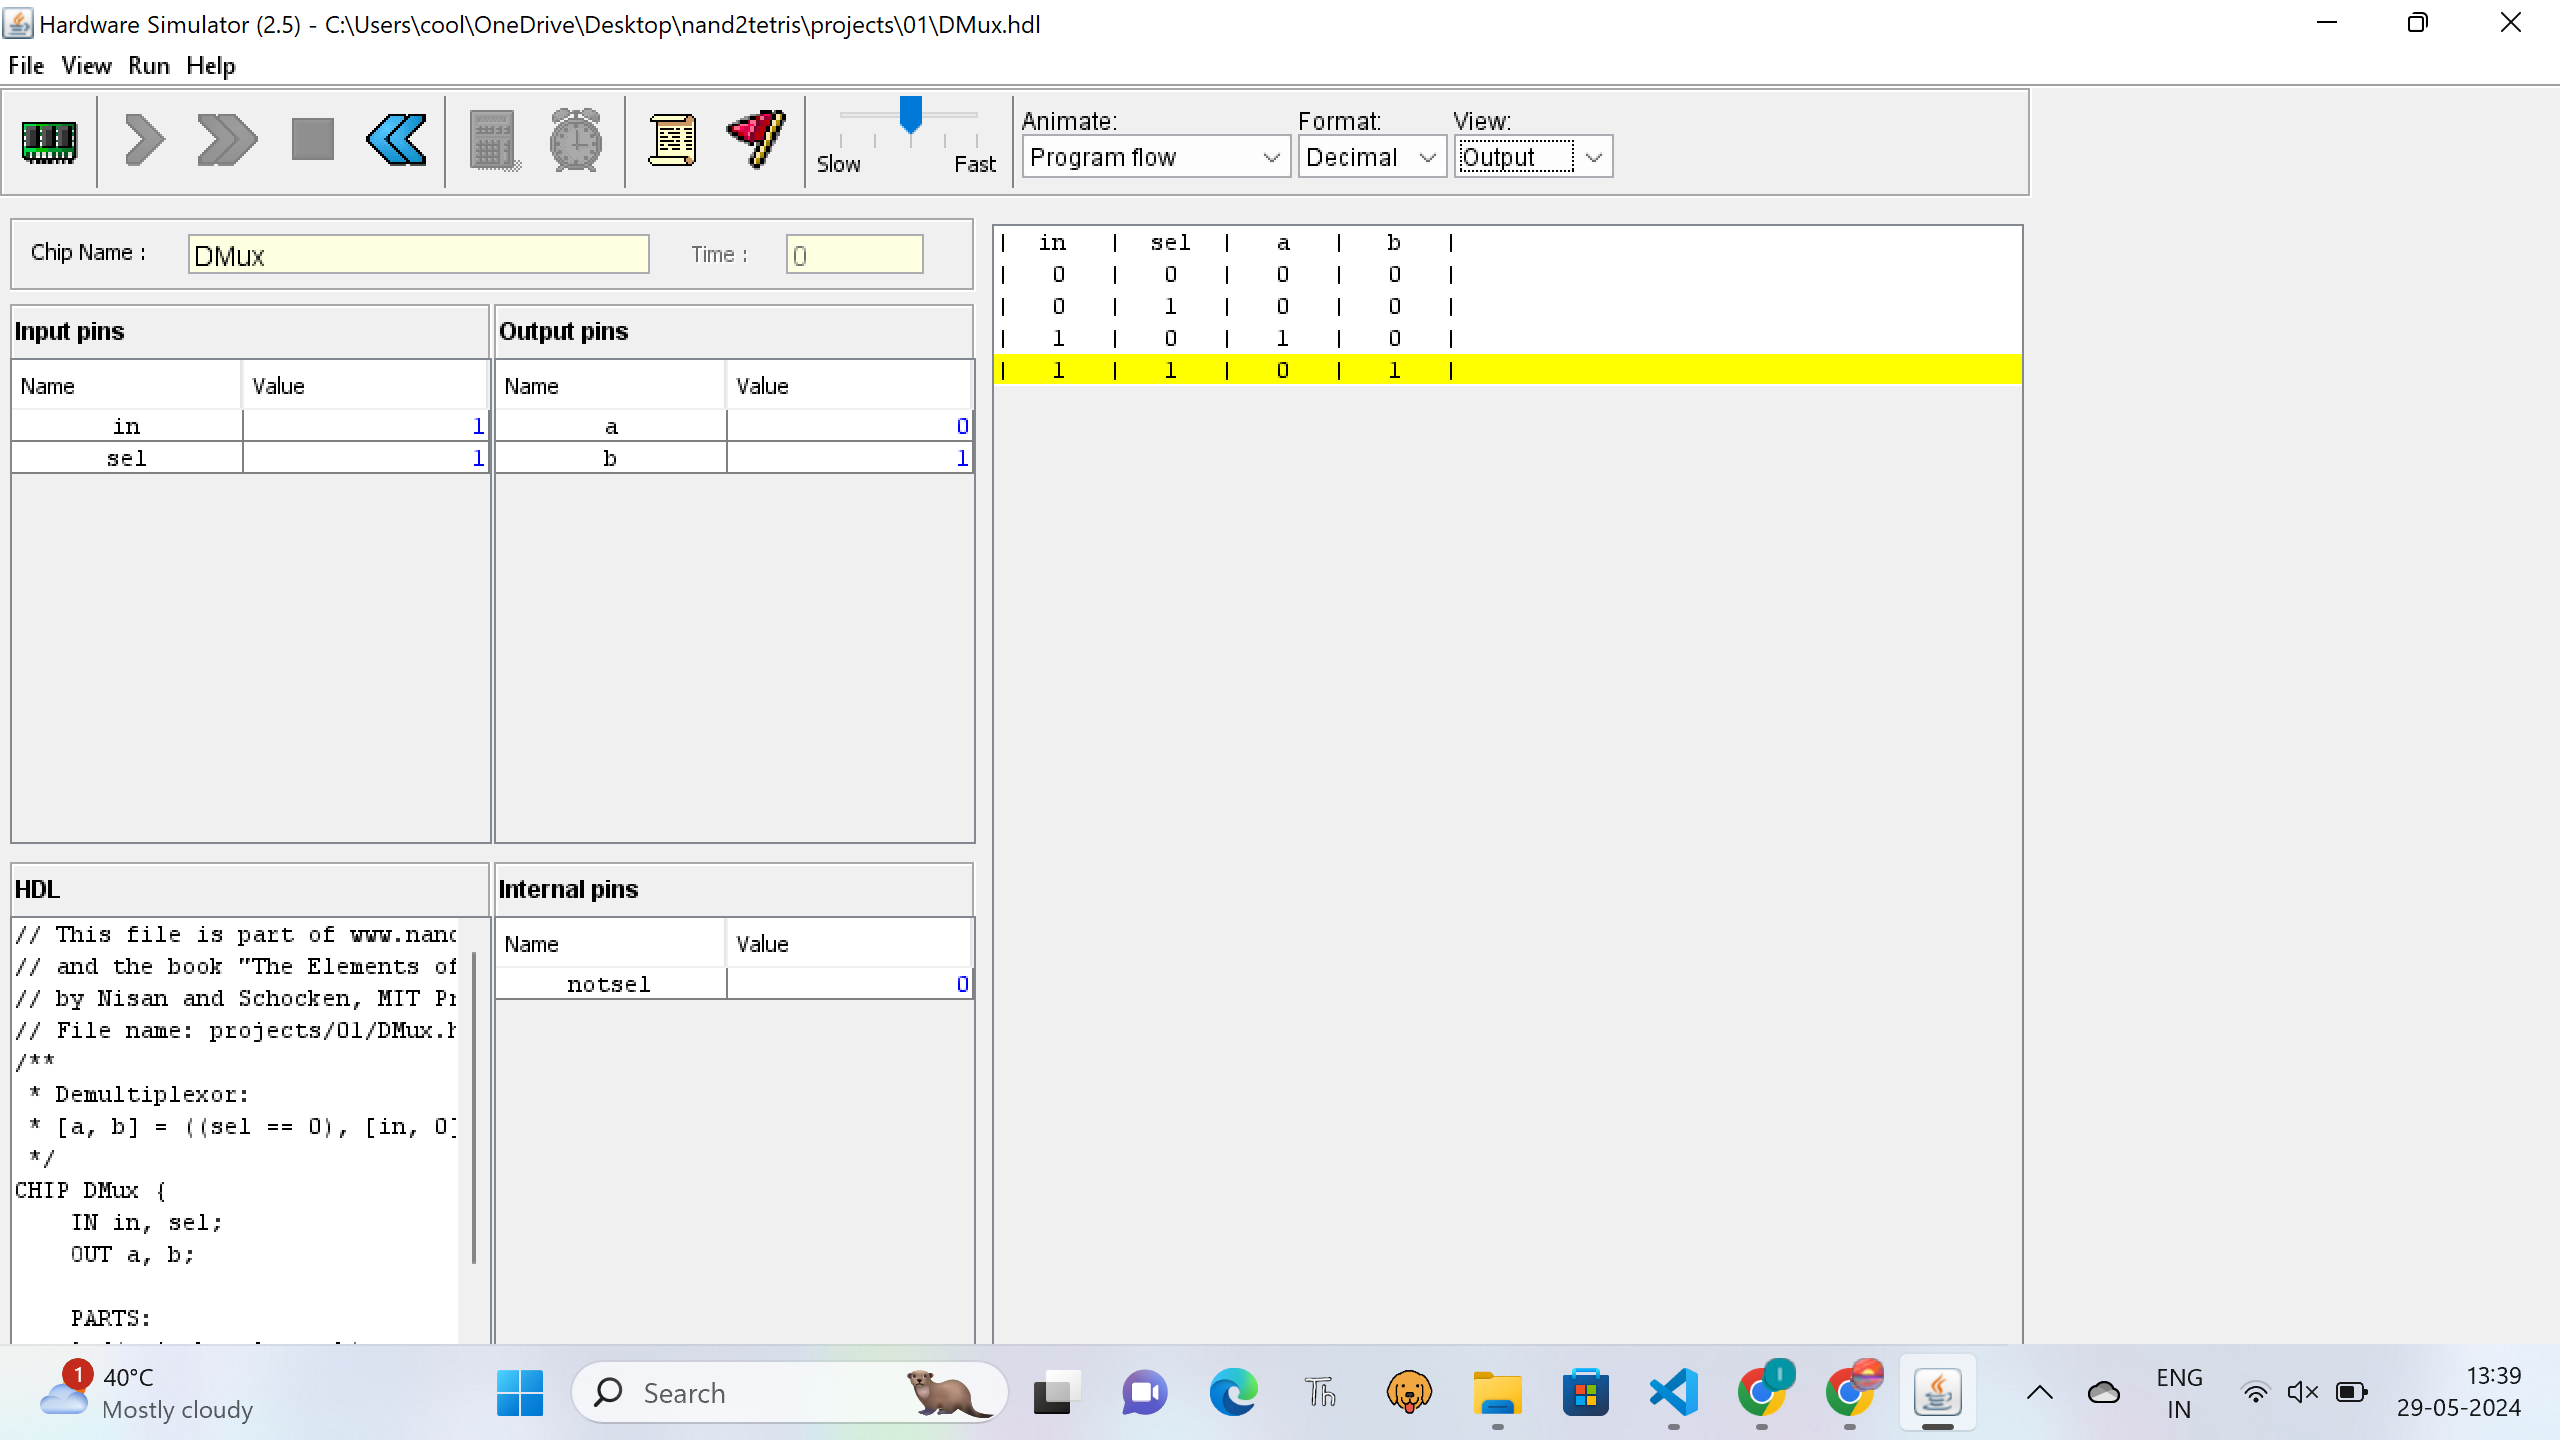 Hardware Simulator (2.5) - C:\Users\cool\OneDrive\Desktop\nand2tetris\projects\01\DMux.hdl
File View Run Help
Animate: Format: View:
Slow Fast Program flow Decimal Output
Chip Name : DMux Time : 0
Input pins
Name Value
in 1
sel 1
Output pins
Name Value
a 0
b 1
| in | sel | a | b |
| 0 | 0 | 0 | 0 |
| 0 | 1 | 0 | 0 |
| 1 | 0 | 1 | 0 |
| 1 | 1 | 0 | 1 |
HDL
// This file is part of www.nand
// and the book "The Elements of
// by Nisan and Schocken, MIT Pr
// File name: projects/01/DMux.h
/**
* Demultiplexor:
* [a, b] = ((sel == 0), [in, 0]
*/
CHIP DMux {
IN in, sel;
OUT a, b;
PARTS:
Internal pins
Name Value
notsel 0
1
40°C
Mostly cloudy
Search
Th
ENG
IN
13:39
29-05-2024